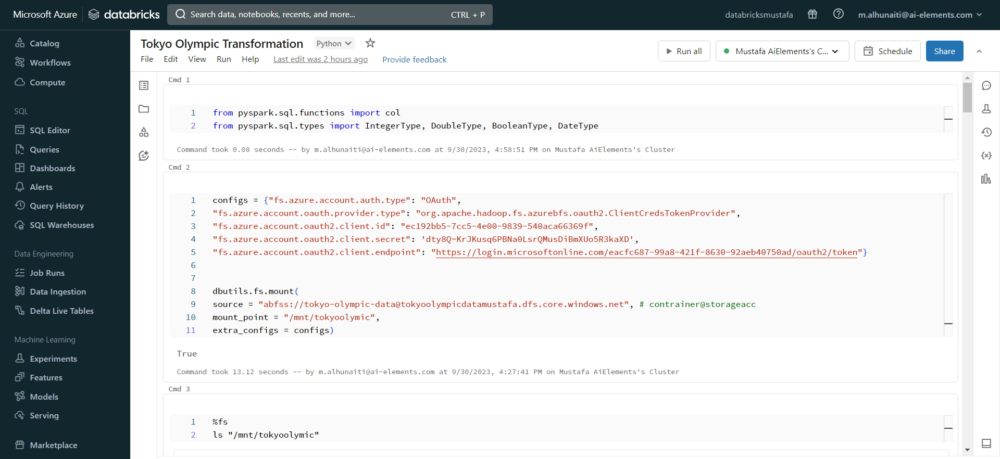 Microsoft Azure databricks Search data, notebooks, recents, and more... CTRL + P databricksmustafa m.alhunaiti@ai-elements.com
Catalog
Workflows
Compute
SQL
SQL Editor
Queries
Dashboards
Alerts
Query History
SQL Warehouses
Data Engineering
Job Runs
Data Ingestion
Delta Live Tables
Machine Learning
Experiments
Features
Models
Serving
Marketplace
Tokyo Olympic Transformation Python
File Edit View Run Help Last edit was 2 hours ago Provide feedback
Run all Mustafa AiElements's C... Schedule Share
Cmd 1
1 from pyspark.sql.functions import col
2 from pyspark.sql.types import IntegerType, DoubleType, BooleanType, DateType
Command took 0.08 seconds -- by m.alhunaiti@ai-elements.com at 9/30/2023, 4:58:51 PM on Mustafa AiElements's Cluster
Cmd 2
1 configs = {"fs.azure.account.auth.type": "OAuth",
2 "fs.azure.account.oauth.provider.type": "org.apache.hadoop.fs.azurebfs.oauth2.ClientCredsTokenProvider",
3 "fs.azure.account.oauth2.client.id": "ec192bb5-7cc5-4e00-9839-540aca66369f",
4 "fs.azure.account.oauth2.client.secret": 'dty8Q~KrJKusq6PBNa0LsrQMusDiBmXUo5R3kaXD',
5 "fs.azure.account.oauth2.client.endpoint": "https://login.microsoftonline.com/eacfc687-99a8-421f-8630-92aeb40750ad/oauth2/token"}
6
7
8 dbutils.fs.mount(
9 source = "abfss://tokyo-olympic-data@tokyoolympicdatamustafa.dfs.core.windows.net", # contrainer@storageacc
10 mount_point = "/mnt/tokyoolymic",
11 extra_configs = configs)
True
Command took 13.12 seconds -- by m.alhunaiti@ai-elements.com at 9/30/2023, 4:27:41 PM on Mustafa AiElements's Cluster
Cmd 3
1 %fs
2 ls "/mnt/tokyoolymic"